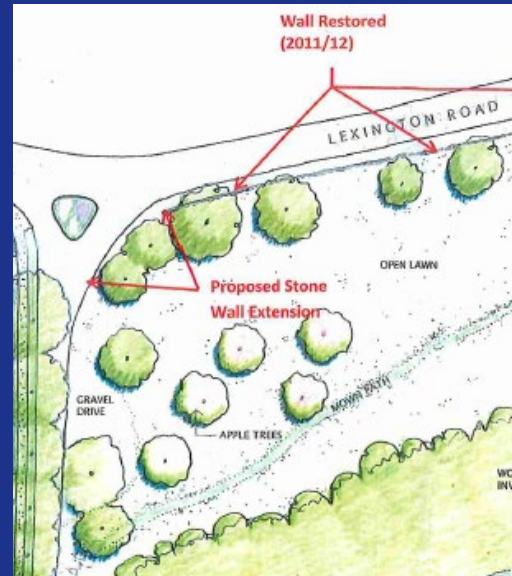 Wall Restored
(2011/12)
LEXINGTON ROAD
OPEN LAWN
Proposed Stone
Wall Extension
GRAVEL
DRIVE
MOWN PATH
APPLE TREES